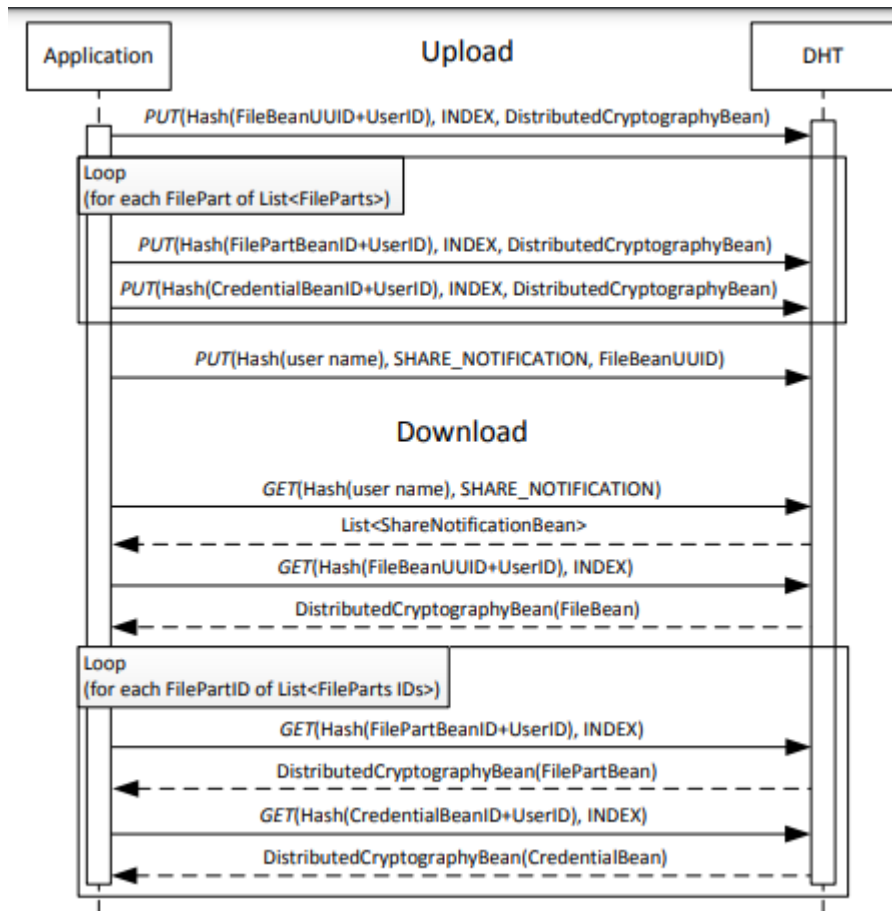 Application
Upload
DHT
PUT(Hash(FileBeanUUID+UserID), INDEX, DistributedCryptographyBean)
Loop
(for each FilePart of List<FileParts>)
PUT(Hash(FilePartBeanID+UserID), INDEX, DistributedCryptographyBean)
PUT(Hash(CredentialBeanID+UserID), INDEX, DistributedCryptographyBean)
PUT(Hash(user name), SHARE_NOTIFICATION, FileBeanUUID)
Download
GET(Hash(user name), SHARE_NOTIFICATION)
List<ShareNotificationBean>
GET(Hash(FileBeanUUID+UserID), INDEX)
DistributedCryptographyBean(FileBean)
Loop
(for each FilePartID of List<FileParts IDs>)
GET(Hash(FilePartBeanID+UserID), INDEX)
DistributedCryptographyBean(FilePartBean)
GET(Hash(CredentialBeanID+UserID), INDEX)
DistributedCryptographyBean(CredentialBean)